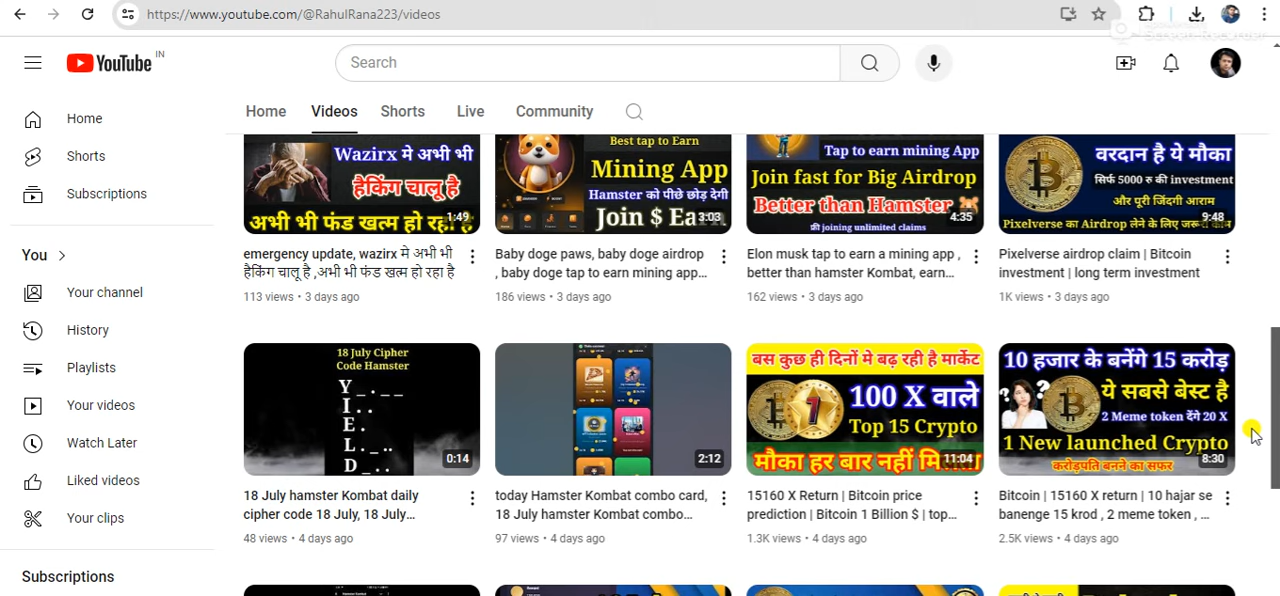 https://www.youtube.com/@RahulRana223/videos
YouTube IN
Search
Screen Recorder
Home
Videos
Shorts
Live
Community
Home
Shorts
Subscriptions
You
Your channel
History
Playlists
Your videos
Watch Later
Liked videos
Your clips
Subscriptions
Wazirx मे अभी भी
हैकिंग चालू है
अभी भी फंड खत्म हो रहा
1:49
emergency update, wazirx मे अभी भी
हैकिंग चालू है ,अभी भी फंड खत्म हो रहा है
113 views • 3 days ago
Best tap to Earn
Mining App
Hamster को पीछे छोड़ देगी
Join $ Earn
3:03
Baby doge paws, baby doge airdrop
, baby doge tap to earn mining app...
186 views • 3 days ago
Tap to earn mining App
Join fast for Big Airdrop
Better than Hamster
फ्री joining unlimited claims
4:35
Elon musk tap to earn a mining app ,
better than hamster Kombat, earn...
162 views • 3 days ago
वरदान है ये मौका
सिर्फ 5000 रु की investment
और पूरी जिंदगी आराम
Pixelverse का Airdrop लेने के लिए जरूरी
9:48
Pixelverse airdrop claim | Bitcoin
investment | long term investment
1K views • 3 days ago
18 July Cipher
Code Hamster
Y _ . _ _
I . .
E .
L . _ . .
D _ . .
0:14
18 July hamster Kombat daily
cipher code 18 July, 18 July...
48 views • 4 days ago
2:12
today Hamster Kombat combo card,
18 July hamster Kombat combo...
97 views • 4 days ago
बस कुछ ही दिनों मे बढ़ रही है मार्केट
100 X वाले
Top 15 Crypto
मौका हर बार नहीं
11:04
15160 X Return | Bitcoin price
prediction | Bitcoin 1 Billion $ | top...
1.3K views • 4 days ago
10 हजार के बनेंगे 15 करोड़
ये सबसे बेस्ट है
2 Meme token देंगे 20 X
1 New launched Crypto
करोड़पति बनने का सफर
8:30
Bitcoin | 15160 X return | 10 hajar se
banenge 15 krod , 2 meme token , ...
2.5K views • 4 days ago